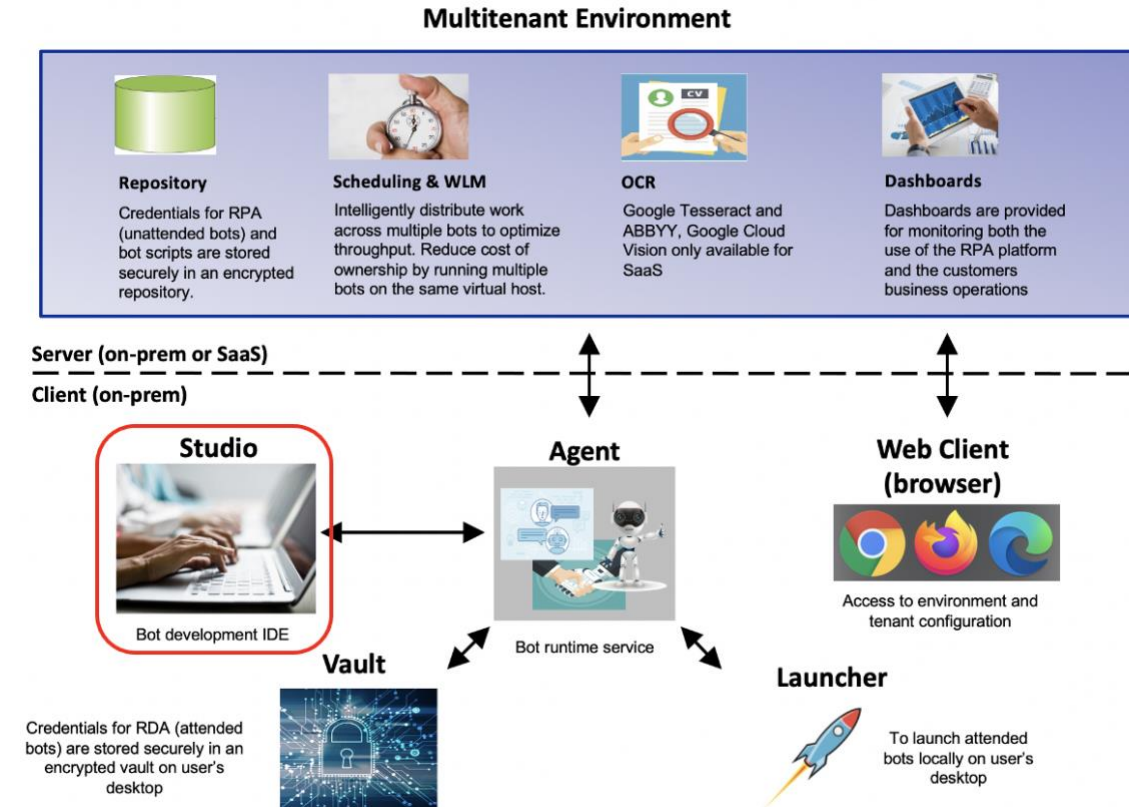 Multitenant Environment
CV
Repository
Credentials for RPA
(unattended bots) and
bot scripts are stored
securely in an encrypted
repository.
Scheduling & WLM
Intelligently distribute work
across multiple bots to optimize
throughput. Reduce cost of
ownership by running multiple
bots on the same virtual host.
OCR
Google Tesseract and
ABBYY, Google Cloud
Vision only available for
SaaS
Dashboards
Dashboards are provided
for monitoring both the
use of the RPA platform
and the customers
business operations
Server (on-prem or SaaS)
Client (on-prem)
Studio
Bot development IDE
Agent
Bot runtime service
Web Client
(browser)
Access to environment and
tenant configuration
Vault
Credentials for RDA (attended
bots) are stored securely in an
encrypted vault on user's
desktop
Launcher
To launch attended
bots locally on user's
desktop